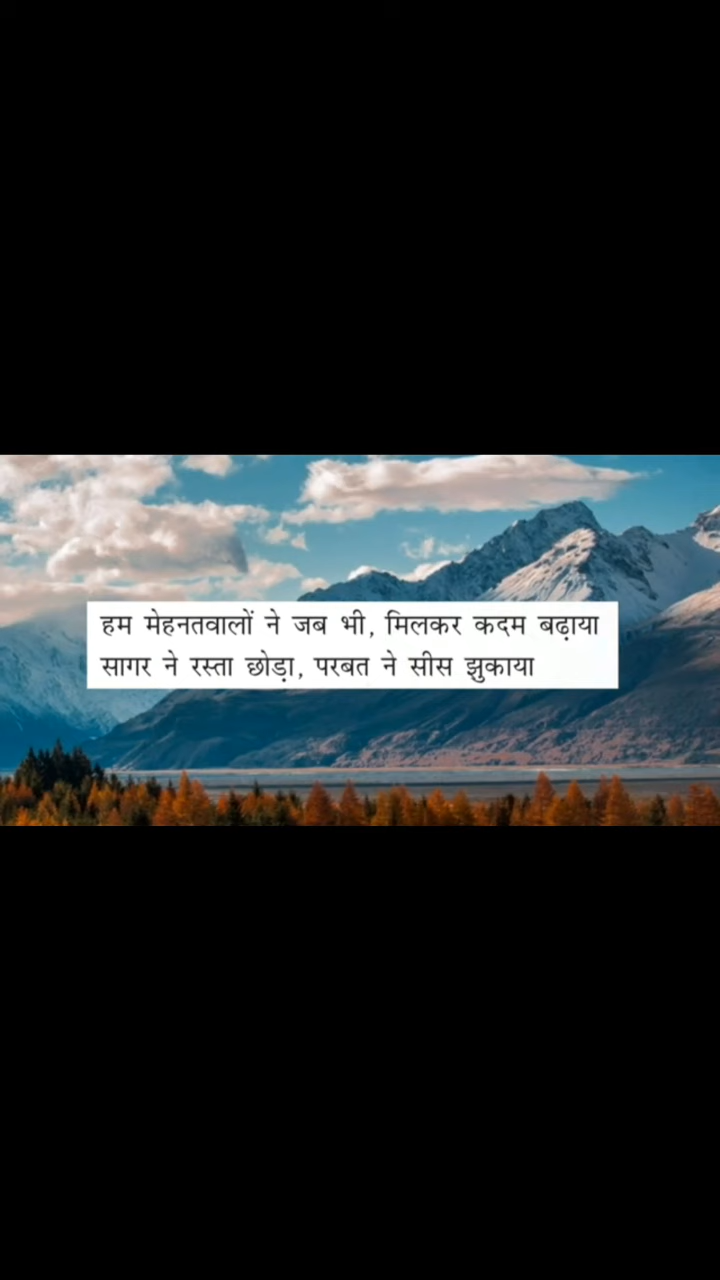 हम मेहनतवालों ने जब भी, मिलकर कदम बढ़ाया
सागर ने रस्ता छोड़ा, परबत ने सीस झुकाया